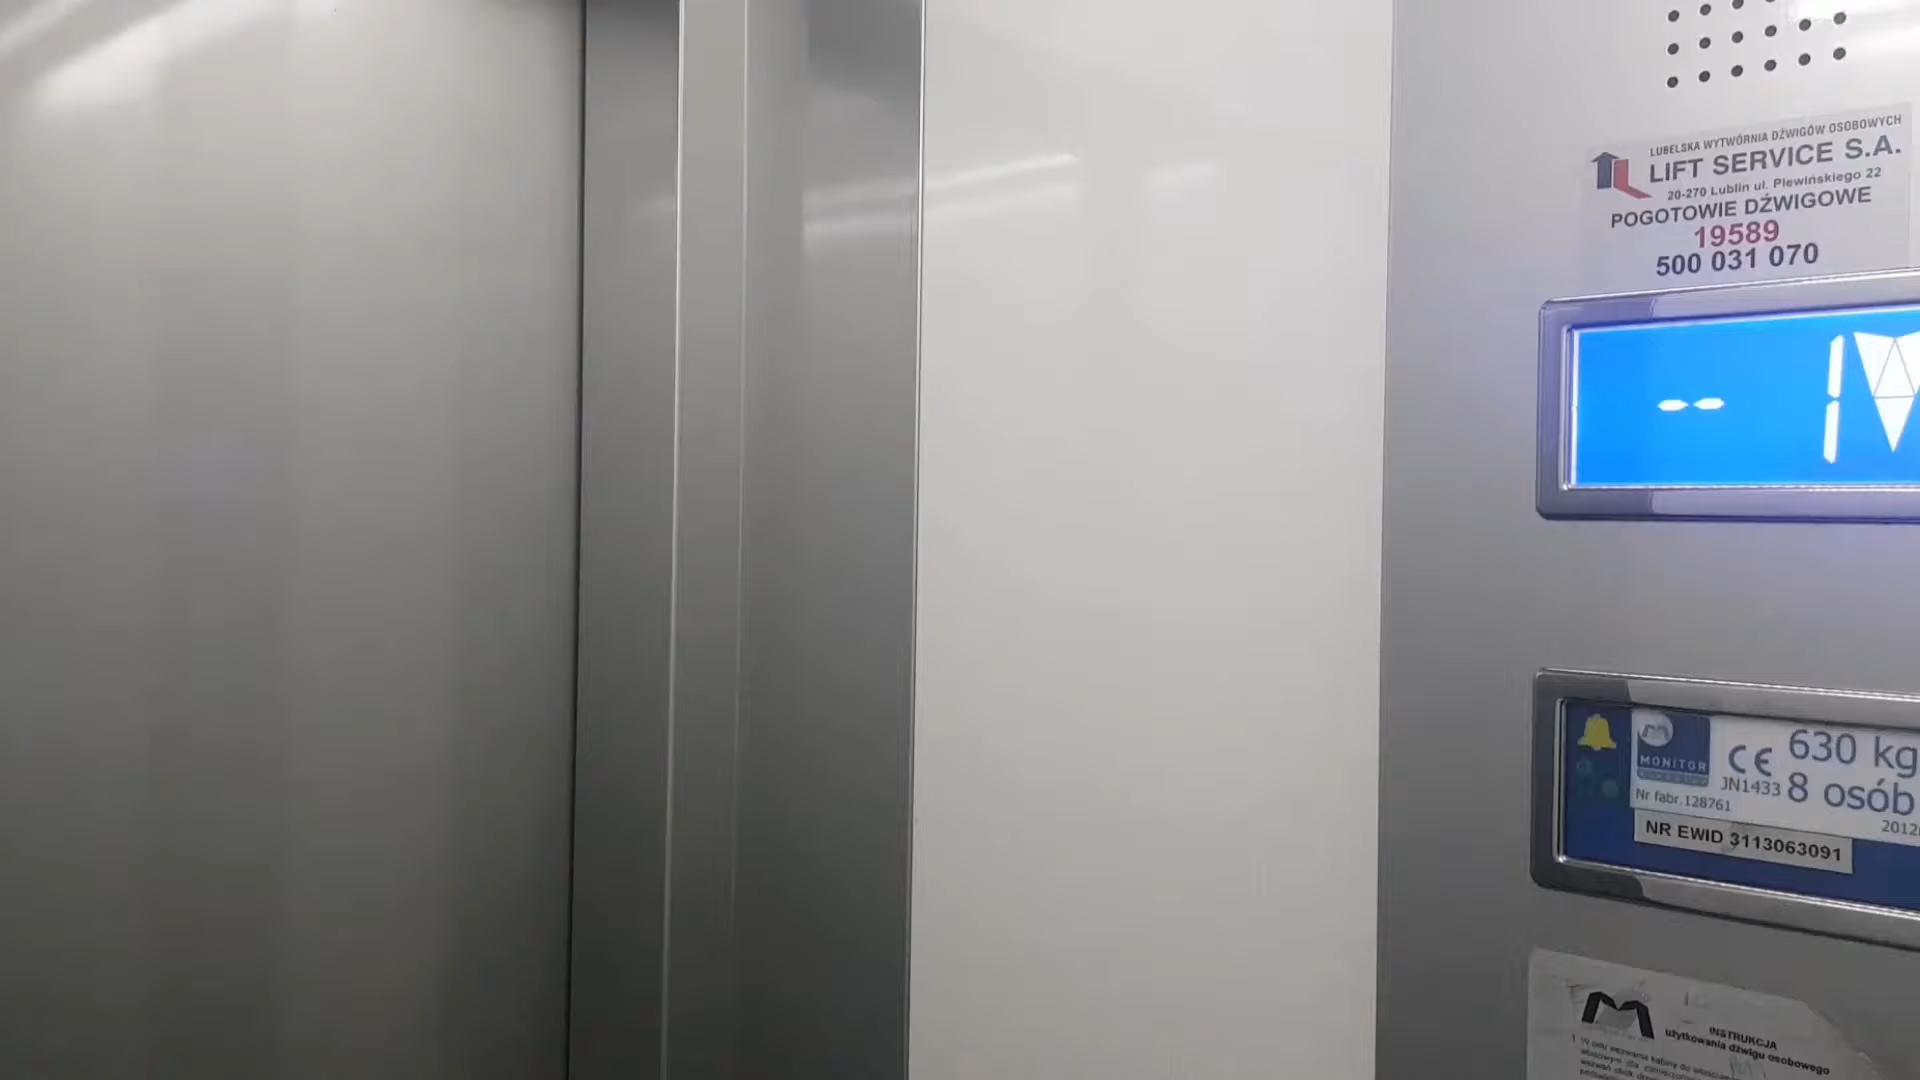 LUBELSKA WYTWÓRNIA DŹWIGÓW OSOBOWYCH
LIFT SERVICE S.A.
20-270 Lublin ul. Plewińskiego 22
POGOTOWIE DŹWIGOWE
19589
500 031 070
- 1
MONITOR
CE 630 kg
JN1433 8 osób
Nr fabr.128761
2012r
NR EWID 3113063091
INSTRUKCJA
użytkowania dźwigu osobowego